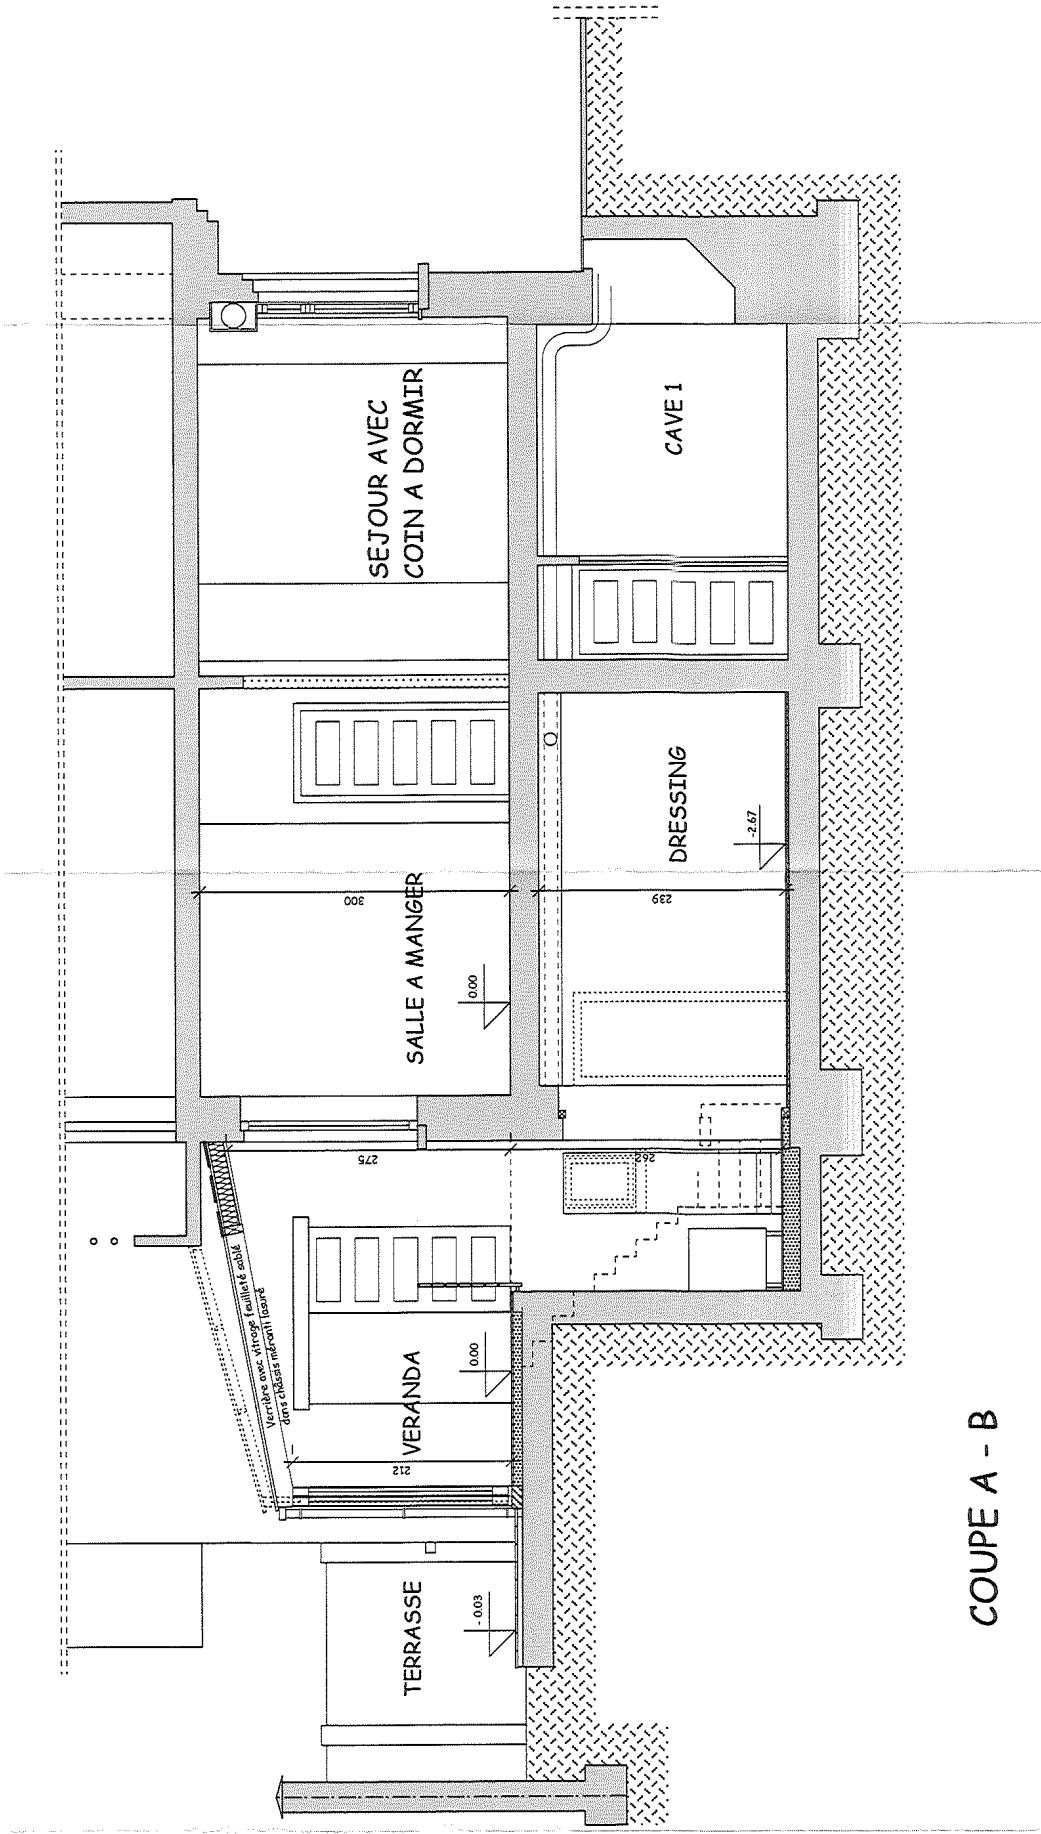 Verrière avec vitrage feuilleté sablé
dans châssis méranti lasuré
SEJOUR AVEC
COIN A DORMIR
SALLE A MANGER
300
0.00
275
VERANDA
212
0.00
TERRASSE
- 0.03
CAVE 1
DRESSING
239
-2.67
262
COUPE A - B